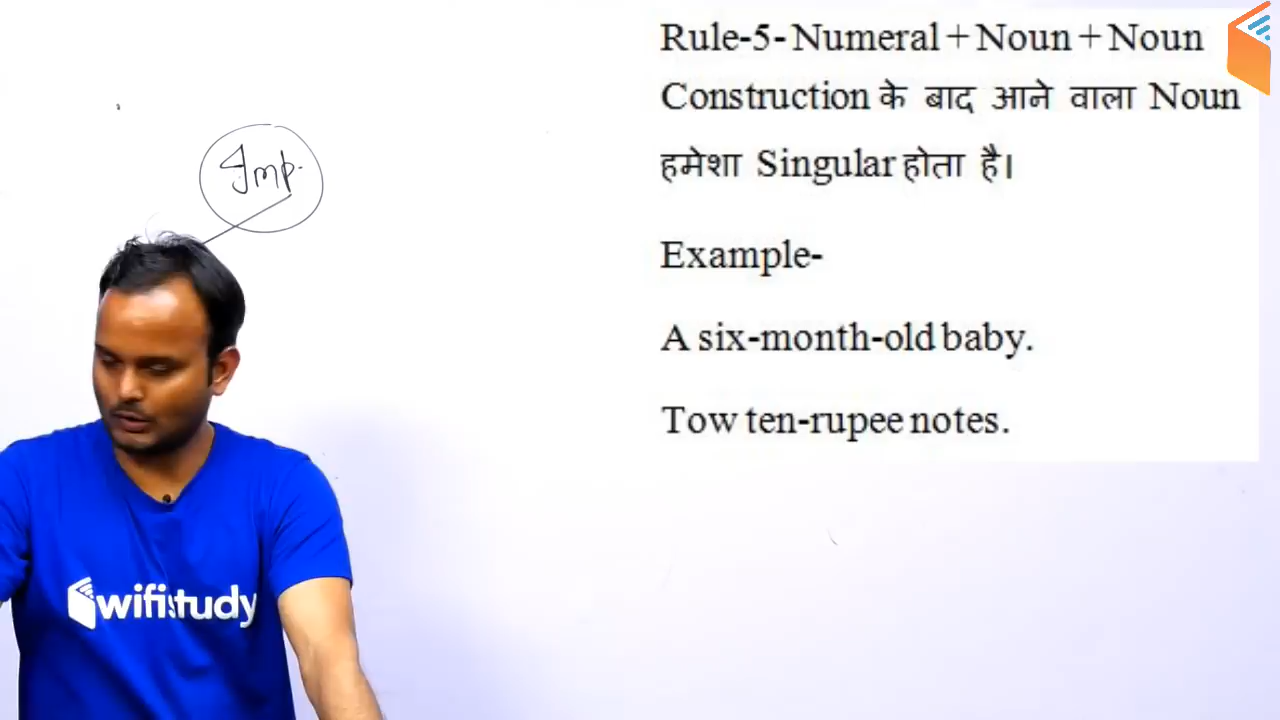 Rule-5- Numeral + Noun + Noun
Construction के बाद आने वाला Noun
हमेशा Singular होता है।
Example-
A six-month-old baby.
Tow ten-rupee notes.
Imp.
wifistudy